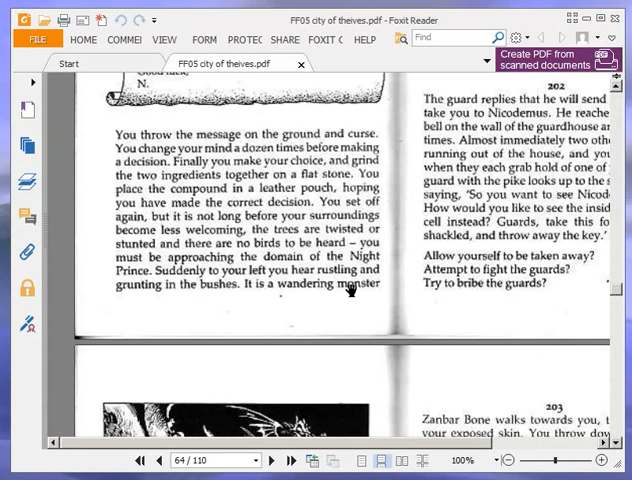 FF05 city of theives.pdf - Foxit Reader
FILE
HOME
COMMEI
VIEW
FORM
PROTEC
SHARE
FOXIT C
HELP
Find
Start
FF05 city of theives.pdf
Create PDF from
scanned documents
Good luck,
N.
You throw the message on the ground and curse.
You change your mind a dozen times before making
a decision. Finally you make your choice, and grind
the two ingredients together on a flat stone. You
place the compound in a leather pouch, hoping
you have made the correct decision. You set off
again, but it is not long before your surroundings
become less welcoming, the trees are twisted or
stunted and there are no birds to be heard – you
must be approaching the domain of the Night
Prince. Suddenly to your left you hear rustling and
grunting in the bushes. It is a wandering monster
202
The guard replies that he will send
take you to Nicodemus. He reache
bell on the wall of the guardhouse an
times. Almost immediately two oth
running out of the house, and you
when they each grab hold of one of
guard with the pike looks up to the s
saying, 'So you want to see Nicod
How would you like to see the insid
cell instead? Guards, take this fo
shackled, and throw away the key.'
Allow yourself to be taken away?
Attempt to fight the guards?
Try to bribe the guards?
203
Zanbar Bone walks towards you, t
your exposed skin. You throw dow
64 / 110
100%